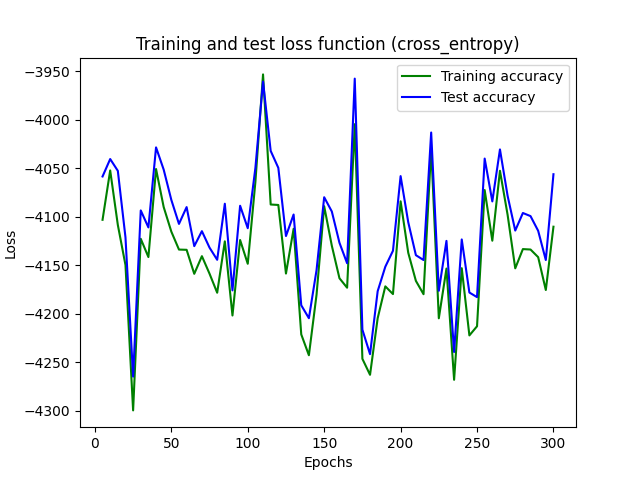 Training and test loss function (cross_entropy)
Training accuracy
Test accuracy
Loss
−3950
−4000
−4050
−4100
−4150
−4200
−4250
−4300
0 50 100 150 200 250 300
Epochs